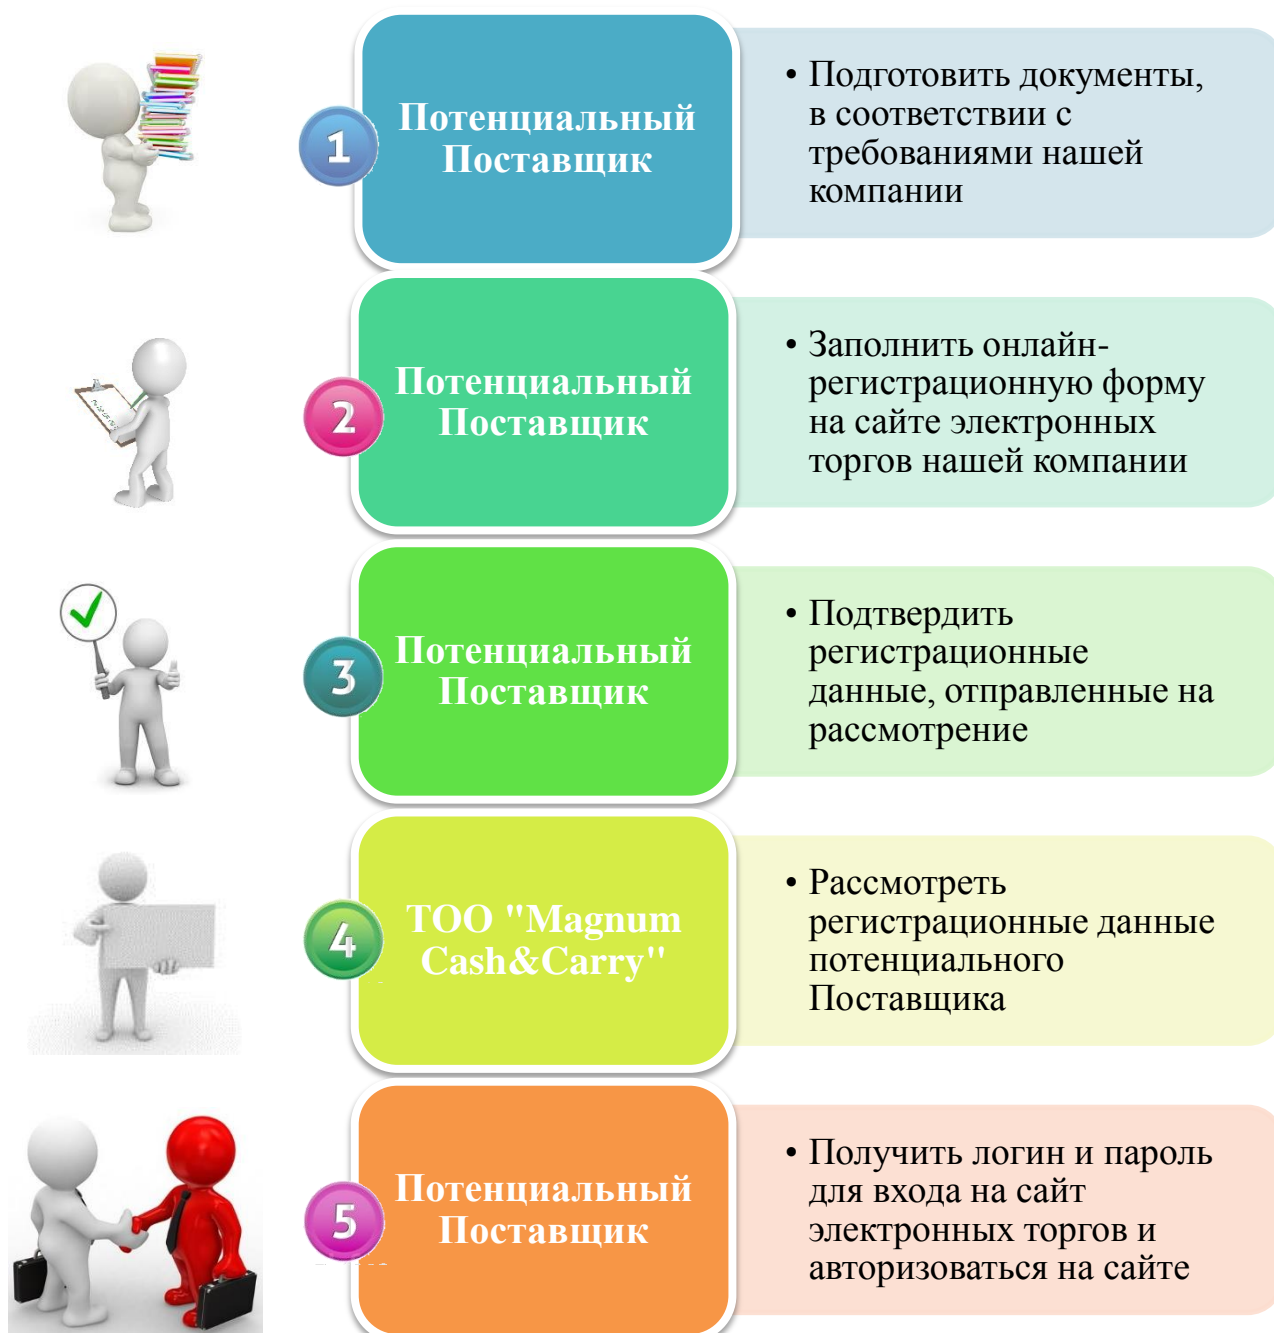 1
Потенциальный
Поставщик
• Подготовить документы,
в соответствии с
требованиями нашей
компании
2
Потенциальный
Поставщик
• Заполнить онлайн-
регистрационную форму
на сайте электронных
торгов нашей компании
3
Потенциальный
Поставщик
• Подтвердить
регистрационные
данные, отправленные на
рассмотрение
4
ТОО "Magnum
Cash&Carry"
• Рассмотреть
регистрационные данные
потенциального
Поставщика
5
Потенциальный
Поставщик
• Получить логин и пароль
для входа на сайт
электронных торгов и
авторизоваться на сайте